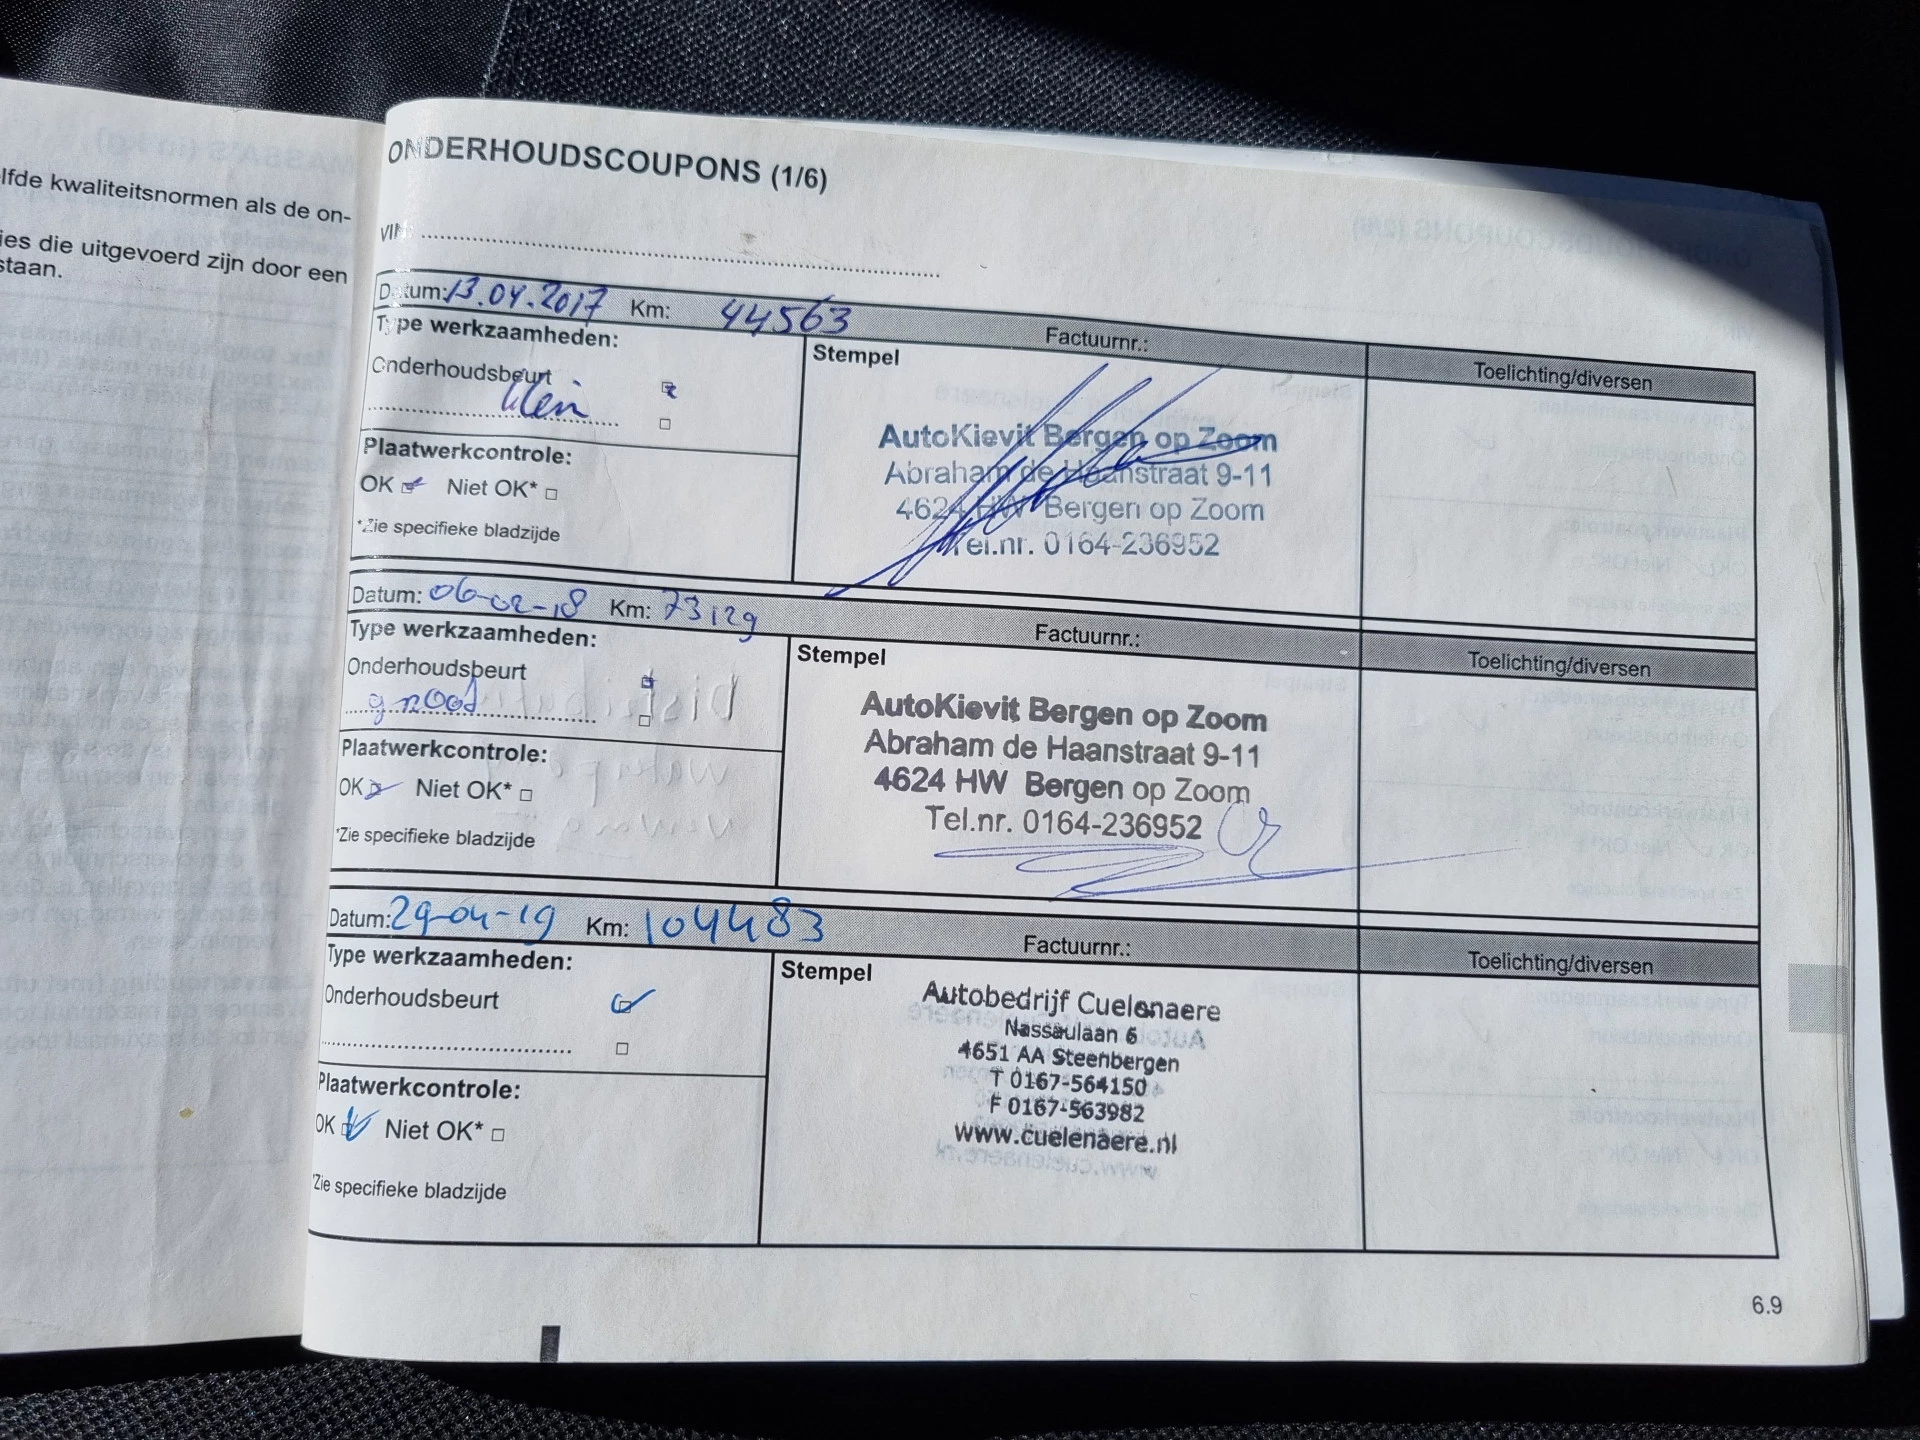 lfde kwaliteitsnormen als de on-
ies die uitgevoerd zijn door een
staan.
ONDERHOUDSCOUPONS (1/6)
VIN: ....................................................................
Datum: 13.04.2017 Km: 44563 Factuurnr.:
Type werkzaamheden:
Stempel
Toelichting/diversen
Onderhoudsbeurt
klein
Plaatwerkcontrole:
OK Niet OK*
*Zie specifieke bladzijde
AutoKievit Bergen op Zoom
Abraham de Haanstraat 9-11
4624 HW Bergen op Zoom
Tel.nr. 0164-236952
Datum: 06-02-18 Km: 73129 Factuurnr.:
Type werkzaamheden:
Stempel
Toelichting/diversen
Onderhoudsbeurt
groot
Plaatwerkcontrole:
OK Niet OK*
*Zie specifieke bladzijde
AutoKievit Bergen op Zoom
Abraham de Haanstraat 9-11
4624 HW Bergen op Zoom
Tel.nr. 0164-236952
Datum: 29-04-19 Km: 104483 Factuurnr.:
Type werkzaamheden:
Stempel
Toelichting/diversen
Onderhoudsbeurt
Plaatwerkcontrole:
OK Niet OK*
*Zie specifieke bladzijde
Autobedrijf Cuelenaere
Nassaulaan 6
4651 AA Steenbergen
T 0167-564150
F 0167-563982
www.cuelenaere.nl
6.9